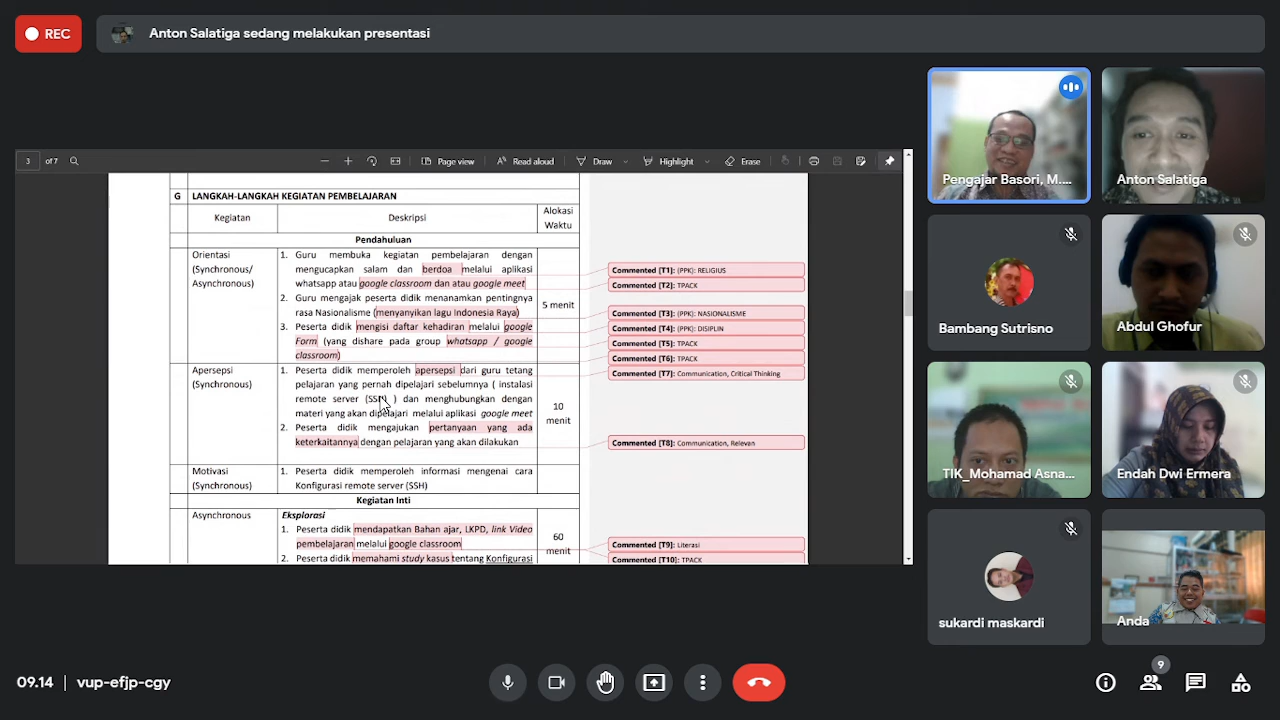 REC
Anton Salatiga sedang melakukan presentasi
3 of 7
Page view
Read aloud
Draw
Highlight
Erase
G LANGKAH-LANGKAH KEGIATAN PEMBELAJARAN
Kegiatan
Deskripsi
Alokasi
Waktu
Pendahuluan
Orientasi
(Synchronous/
Asynchronous)
1. Guru membuka kegiatan pembelajaran dengan
mengucapkan salam dan berdoa melalui aplikasi
whatsapp atau google classroom dan atau google meet
2. Guru mengajak peserta didik menanamkan pentingnya
rasa Nasionalisme (menyanyikan lagu Indonesia Raya)
3. Peserta didik mengisi daftar kehadiran melalui google
Form (yang dishare pada group whatsapp / google
classroom)
5 menit
Apersepsi
(Synchronous)
1. Peserta didik memperoleh apersepsi dari guru tetang
pelajaran yang pernah dipelajari sebelumnya ( instalasi
remote server (SSH) ) dan menghubungkan dengan
materi yang akan dipelajari melalui aplikasi google meet
2. Peserta didik mengajukan pertanyaan yang ada
keterkaitannya dengan pelajaran yang akan dilakukan
10
menit
Motivasi
(Synchronous)
1. Peserta didik memperoleh informasi mengenai cara
Konfigurasi remote server (SSH)
Kegiatan Inti
Asynchronous
Eksplorasi
1. Peserta didik mendapatkan Bahan ajar, LKPD, link Video
pembelajaran melalui google classroom
2. Peserta didik memahami study kasus tentang Konfigurasi
60
menit
Commented [T1]: (PPK): RELIGIUS
Commented [T2]: TPACK
Commented [T3]: (PPK): NASIONALISME
Commented [T4]: (PPK): DISIPLIN
Commented [T5]: TPACK
Commented [T6]: TPACK
Commented [T7]: Communication, Critical Thinking
Commented [T8]: Communication, Relevan
Commented [T9]: Literasi
Commented [T10]: TPACK
Pengajar Basori, M....
Anton Salatiga
Bambang Sutrisno
Abdul Ghofur
TIK_Mohamad Asna...
Endah Dwi Ermera
sukardi maskardi
Anda
09.14 | vup-efjp-cgy
9